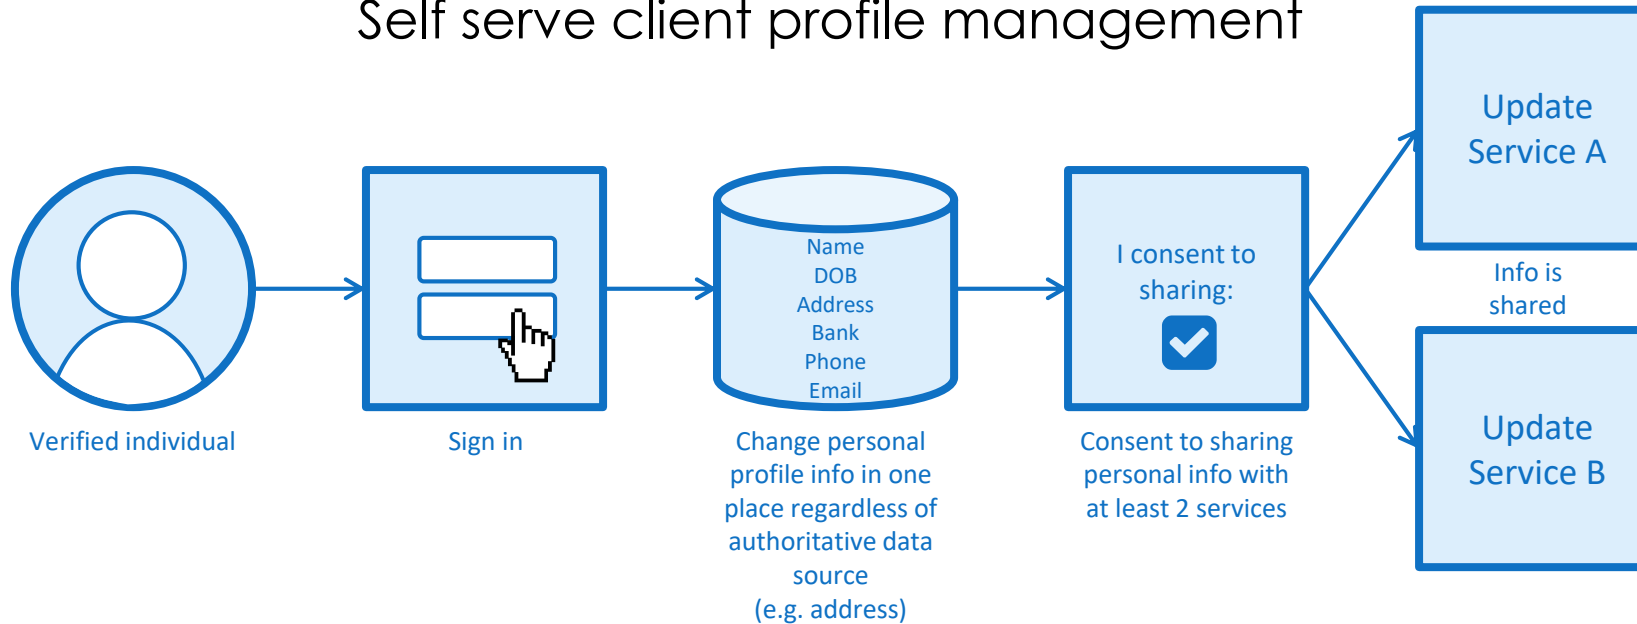 Self serve client profile management
Verified individual
Sign in
Name
DOB
Address
Bank
Phone
Email
Change personal
profile info in one
place regardless of
authoritative data
source
(e.g. address)
I consent to
sharing:
Consent to sharing
personal info with
at least 2 services
Update
Service A
Info is
shared
Update
Service B